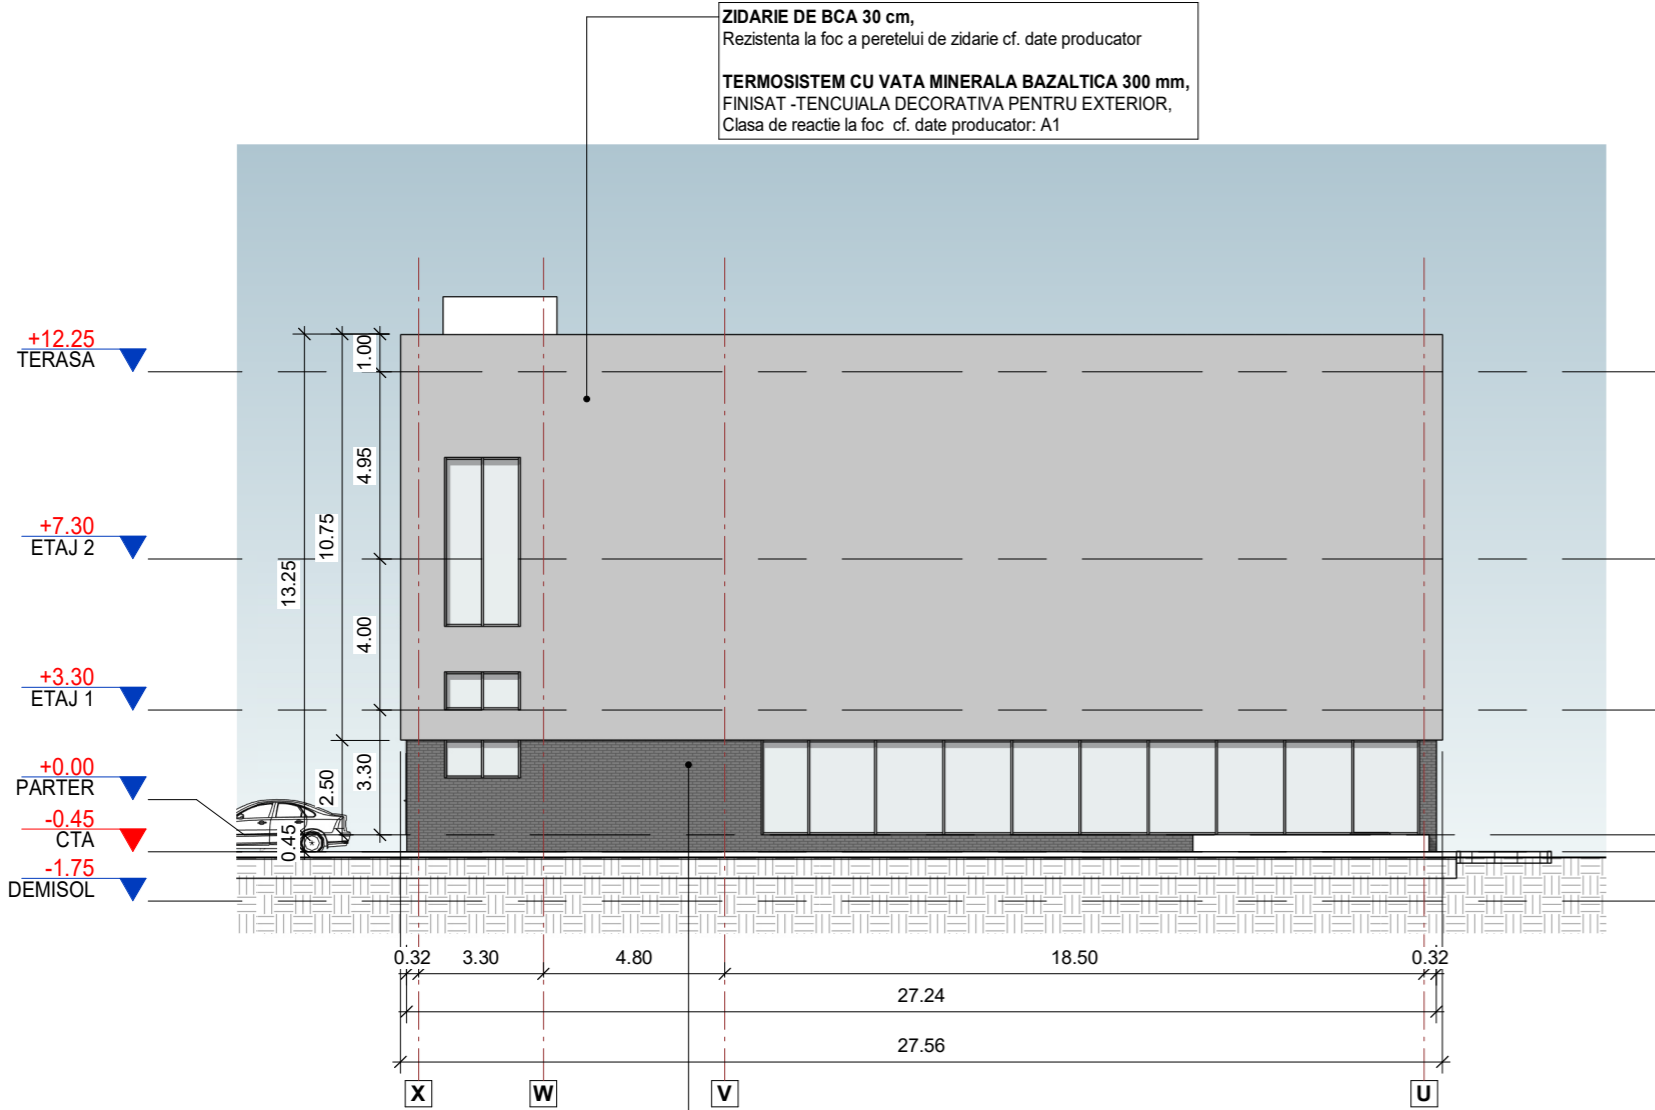 ZIDARIE DE BCA 30 cm,
Rezistenta la foc a peretelui de zidarie cf. date producator
TERMOSISTEM CU VATA MINERALA BAZALTICA 300 mm,
FINISAT -TENCUIALA DECORATIVA PENTRU EXTERIOR,
Clasa de reactie la foc cf. date producator: A1
+12.25
TERASA
+7.30
ETAJ 2
+3.30
ETAJ 1
+0.00
PARTER
-0.45
CTA
-1.75
DEMISOL
13.25
0.45
10.75
2.50
1.00
4.95
4.00
3.30
0.32 3.30 4.80 18.50 0.32
27.24
27.56
X W V U